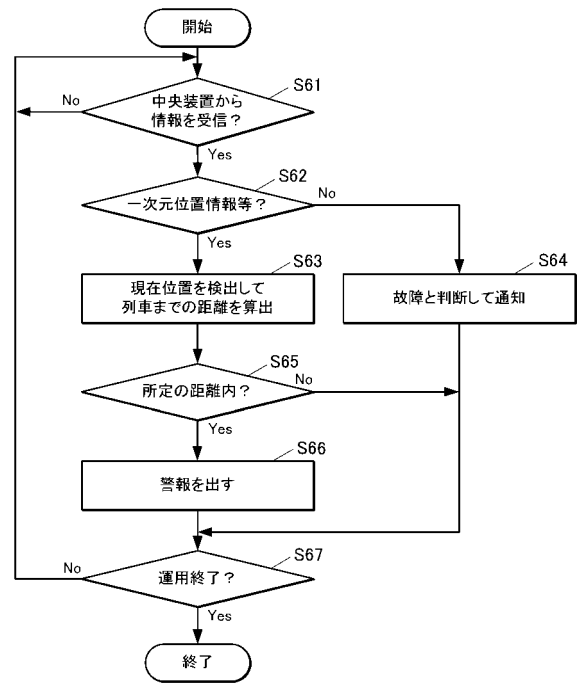 開始
S61
中央装置から
情報を受信？
No
Yes
S62
一次元位置情報等？
No
Yes
S63
現在位置を検出して
列車までの距離を算出
S64
故障と判断して通知
S65
所定の距離内？
No
Yes
S66
警報を出す
S67
運用終了？
No
Yes
終了